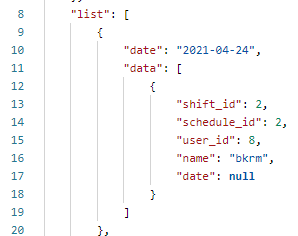 8 "list": [
9 {
10 "date": "2021-04-24",
11 "data": [
12 {
13 "shift_id": 2,
14 "schedule_id": 2,
15 "user_id": 8,
16 "name": "bkrm",
17 "date": null
18 }
19 ]
20 },